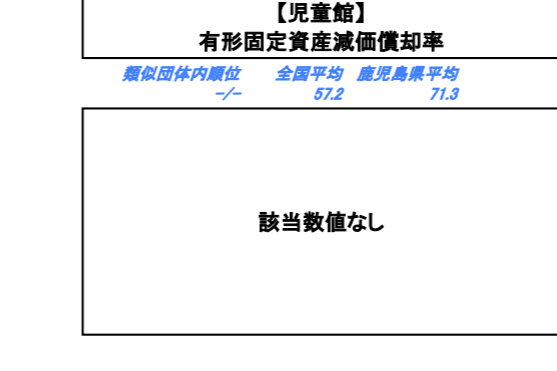 【児童館】
有形固定資産減価償却率
類似団体内順位 全国平均 鹿児島県平均
-/- 57.2 71.3
該当数値なし